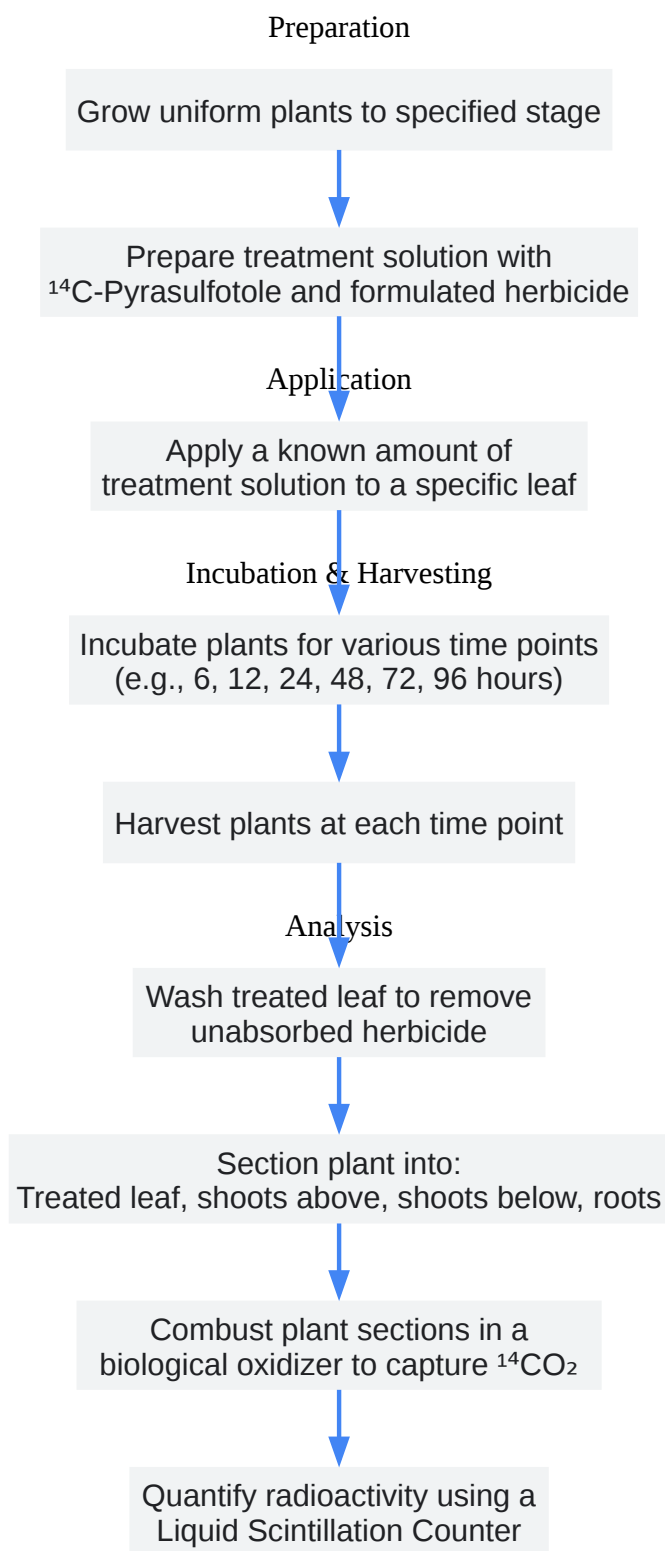 Preparation
Grow uniform plants to specified stage
Prepare treatment solution with
¹⁴C-Pyrasulfotole and formulated herbicide
Application
Apply a known amount of
treatment solution to a specific leaf
Incubation & Harvesting
Incubate plants for various time points
(e.g., 6, 12, 24, 48, 72, 96 hours)
Harvest plants at each time point
Analysis
Wash treated leaf to remove
unabsorbed herbicide
Section plant into:
Treated leaf, shoots above, shoots below, roots
Combust plant sections in a
biological oxidizer to capture ¹⁴CO₂
Quantify radioactivity using a
Liquid Scintillation Counter